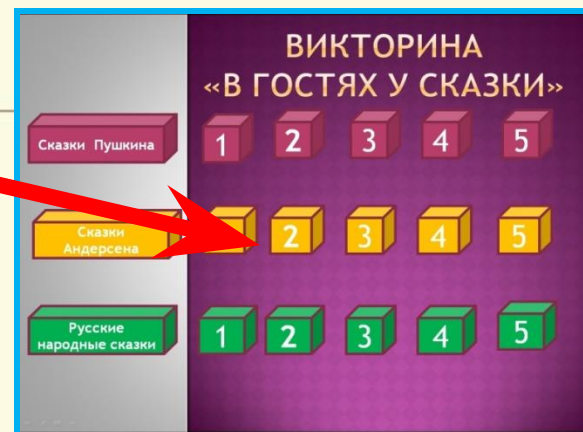 ВИКТОРИНА
«В ГОСТЯХ У СКАЗКИ»
Сказки Пушкина 1 2 3 4 5
Сказки
Андерсена 2 3 4 5
Русские
народные сказки 1 2 3 4 5